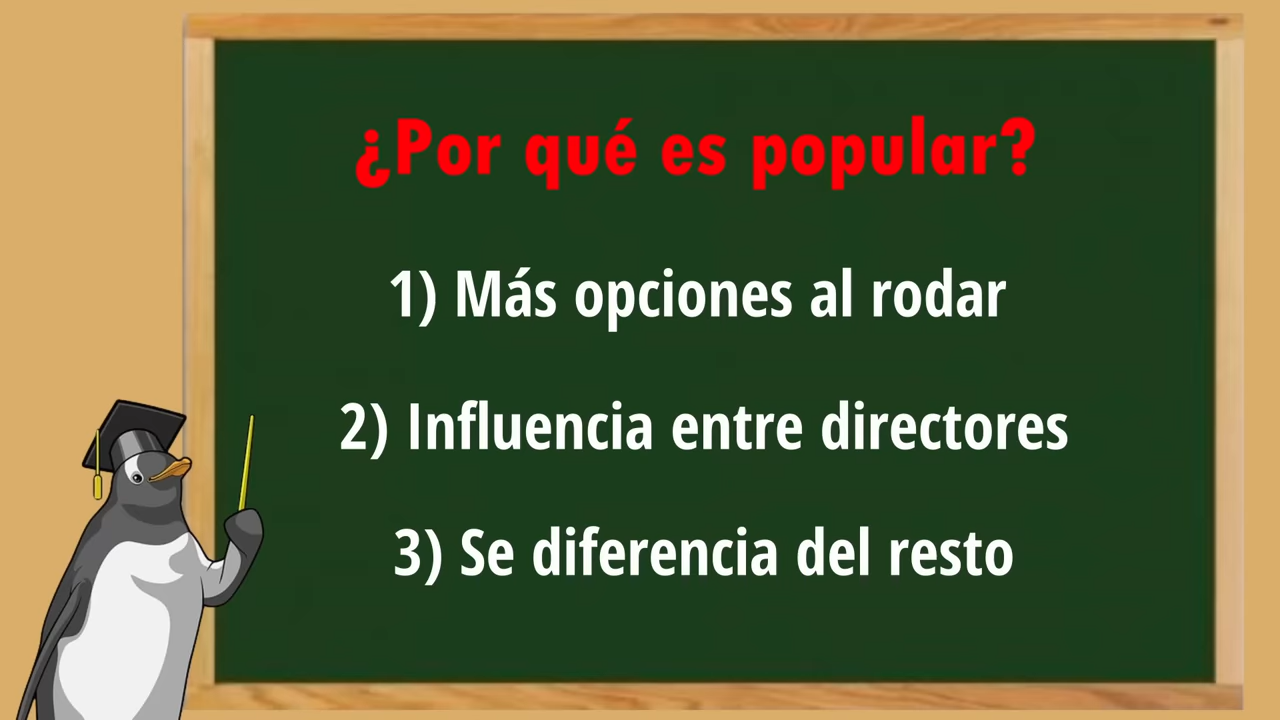 ¿Por qué es popular?
1) Más opciones al rodar
2) Influencia entre directores
3) Se diferencia del resto